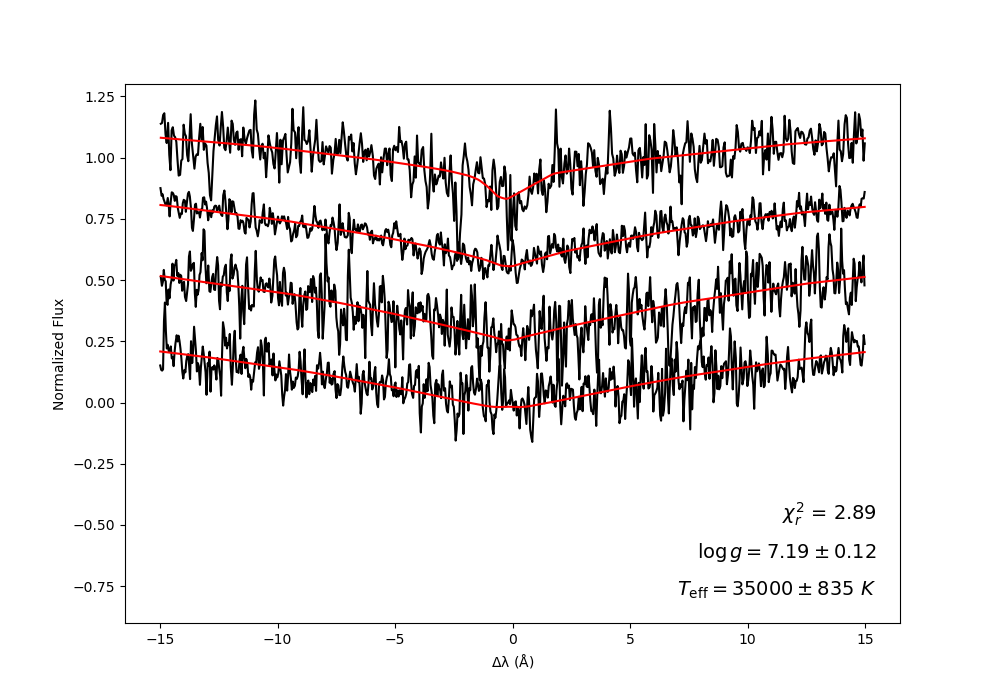 1.25
1.00
0.75
0.50
0.25
0.00
−0.25
−0.50
−0.75
Normalized Flux
χ²ᵣ = 2.89
log g = 7.19 ± 0.12
T_eff = 35000 ± 835 K
−15 −10 −5 0 5 10 15
Δλ (Å)